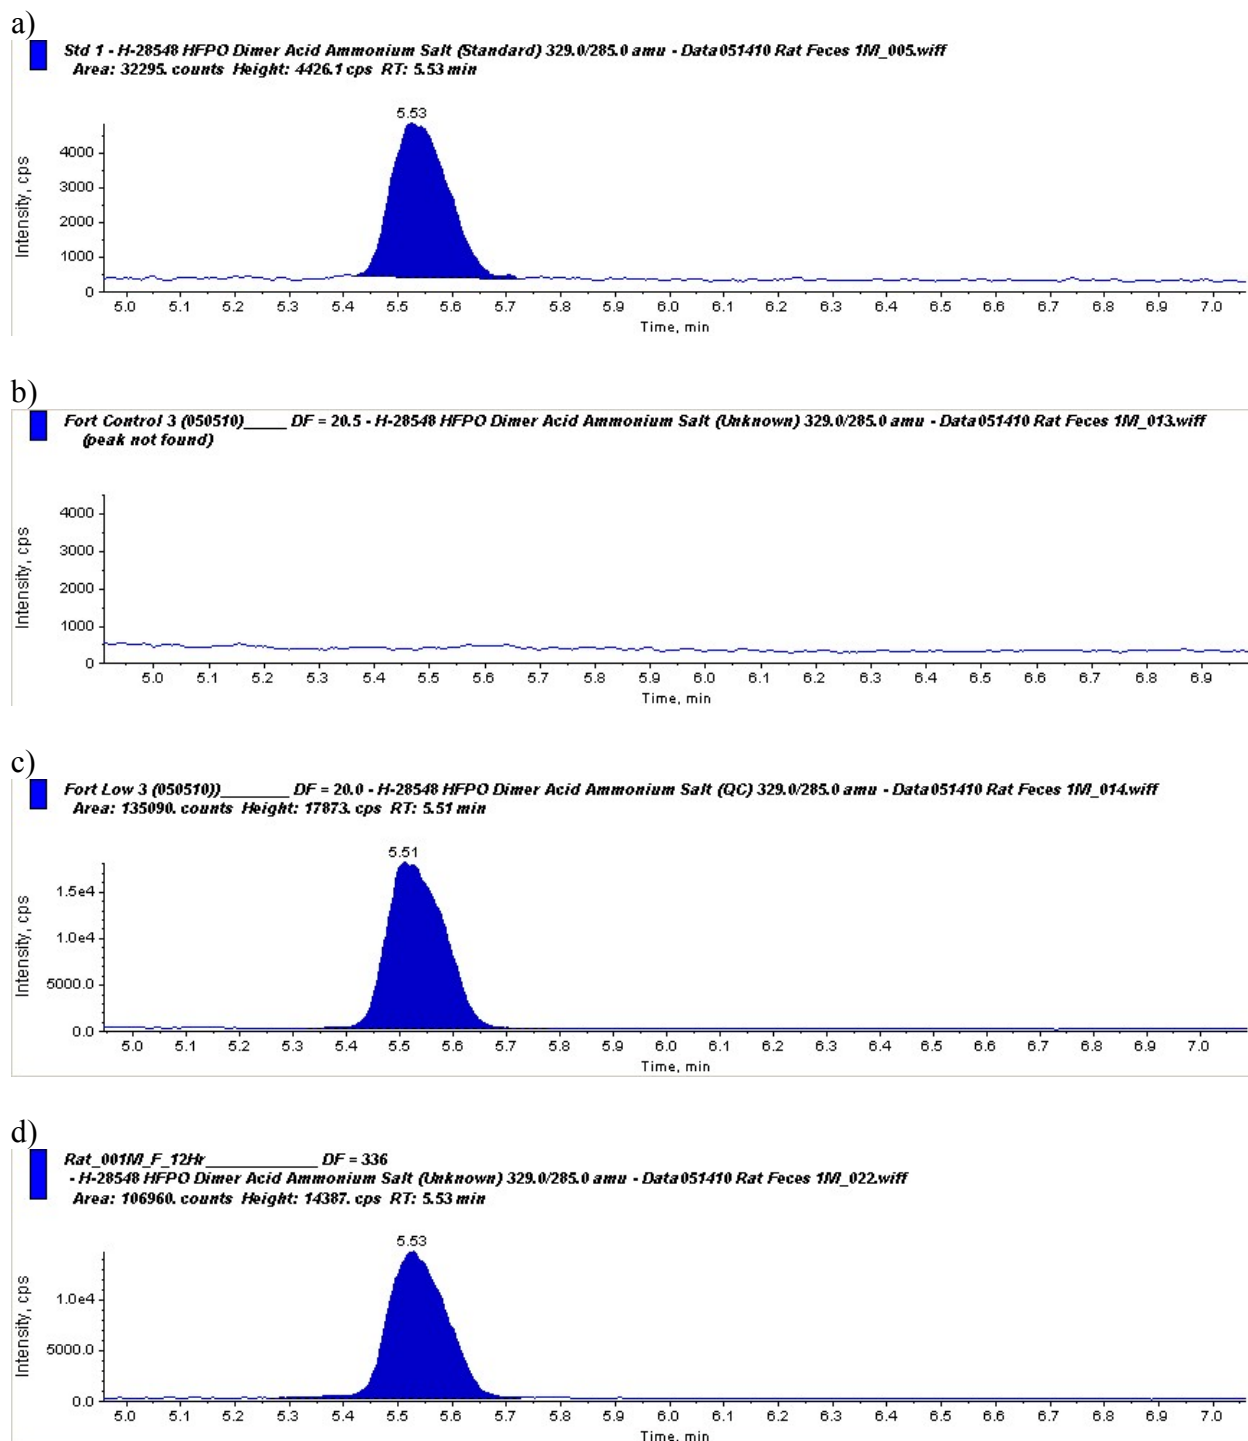 a)
Std 1 - H-28548 HFPO Dimer Acid Ammonium Salt (Standard) 329.0/285.0 amu - Data051410 Rat Feces 1M_005.wiff
Area: 32295. counts Height: 4426.1 cps RT: 5.53 min
5.53
Intensity, cps
4000
3000
2000
1000
0
5.0 5.1 5.2 5.3 5.4 5.5 5.6 5.7 5.8 5.9 6.0 6.1 6.2 6.3 6.4 6.5 6.6 6.7 6.8 6.9 7.0
Time, min
b)
Fort Control 3 (050510)_____ DF = 20.5 - H-28548 HFPO Dimer Acid Ammonium Salt (Unknown) 329.0/285.0 amu - Data051410 Rat Feces 1M_013.wiff
(peak not found)
Intensity, cps
4000
3000
2000
1000
0
5.0 5.1 5.2 5.3 5.4 5.5 5.6 5.7 5.8 5.9 6.0 6.1 6.2 6.3 6.4 6.5 6.6 6.7 6.8 6.9
Time, min
c)
Fort Low 3 (050510))________ DF = 20.0 - H-28548 HFPO Dimer Acid Ammonium Salt (QC) 329.0/285.0 amu - Data051410 Rat Feces 1M_014.wiff
Area: 135090. counts Height: 17873. cps RT: 5.51 min
5.51
Intensity, cps
1.5e4
1.0e4
5000.0
0.0
5.0 5.1 5.2 5.3 5.4 5.5 5.6 5.7 5.8 5.9 6.0 6.1 6.2 6.3 6.4 6.5 6.6 6.7 6.8 6.9 7.0
Time, min
d)
Rat_001M_F_12Hr_____________ DF = 336
- H-28548 HFPO Dimer Acid Ammonium Salt (Unknown) 329.0/285.0 amu - Data051410 Rat Feces 1M_022.wiff
Area: 106960. counts Height: 14387. cps RT: 5.53 min
5.53
Intensity, cps
1.0e4
5000.0
0.0
5.0 5.1 5.2 5.3 5.4 5.5 5.6 5.7 5.8 5.9 6.0 6.1 6.2 6.3 6.4 6.5 6.6 6.7 6.8 6.9 7.0
Time, min